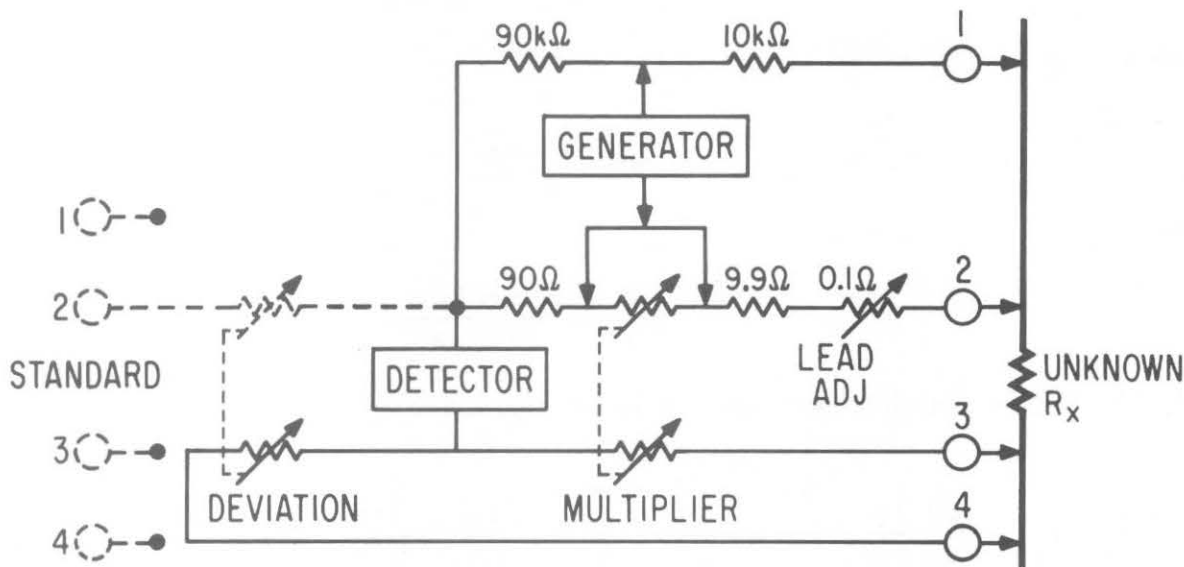 90kΩ
10kΩ
1
GENERATOR
1
2
90Ω
9.9Ω
0.1Ω
2
LEAD
ADJ
STANDARD
DETECTOR
UNKNOWN
Rx
3
3
DEVIATION
MULTIPLIER
4
4